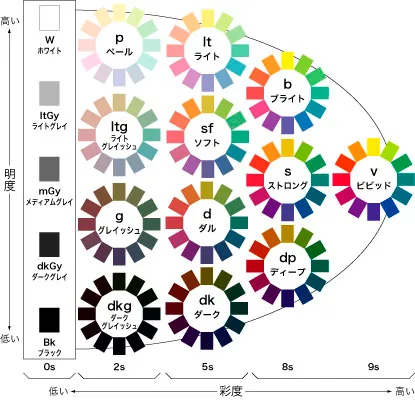 高い
明度
低い
W
ホワイト
ltGy
ライトグレイ
mGy
メディアムグレイ
dkGy
ダークグレイ
Bk
ブラック
p
ペール
ltg
ライト
グレイッシュ
g
グレイッシュ
dkg
ダーク
グレイッシュ
lt
ライト
sf
ソフト
d
ダル
dk
ダーク
b
ブライト
s
ストロング
dp
ディープ
v
ビビッド
0s
2s
5s
8s
9s
低い
彩度
高い